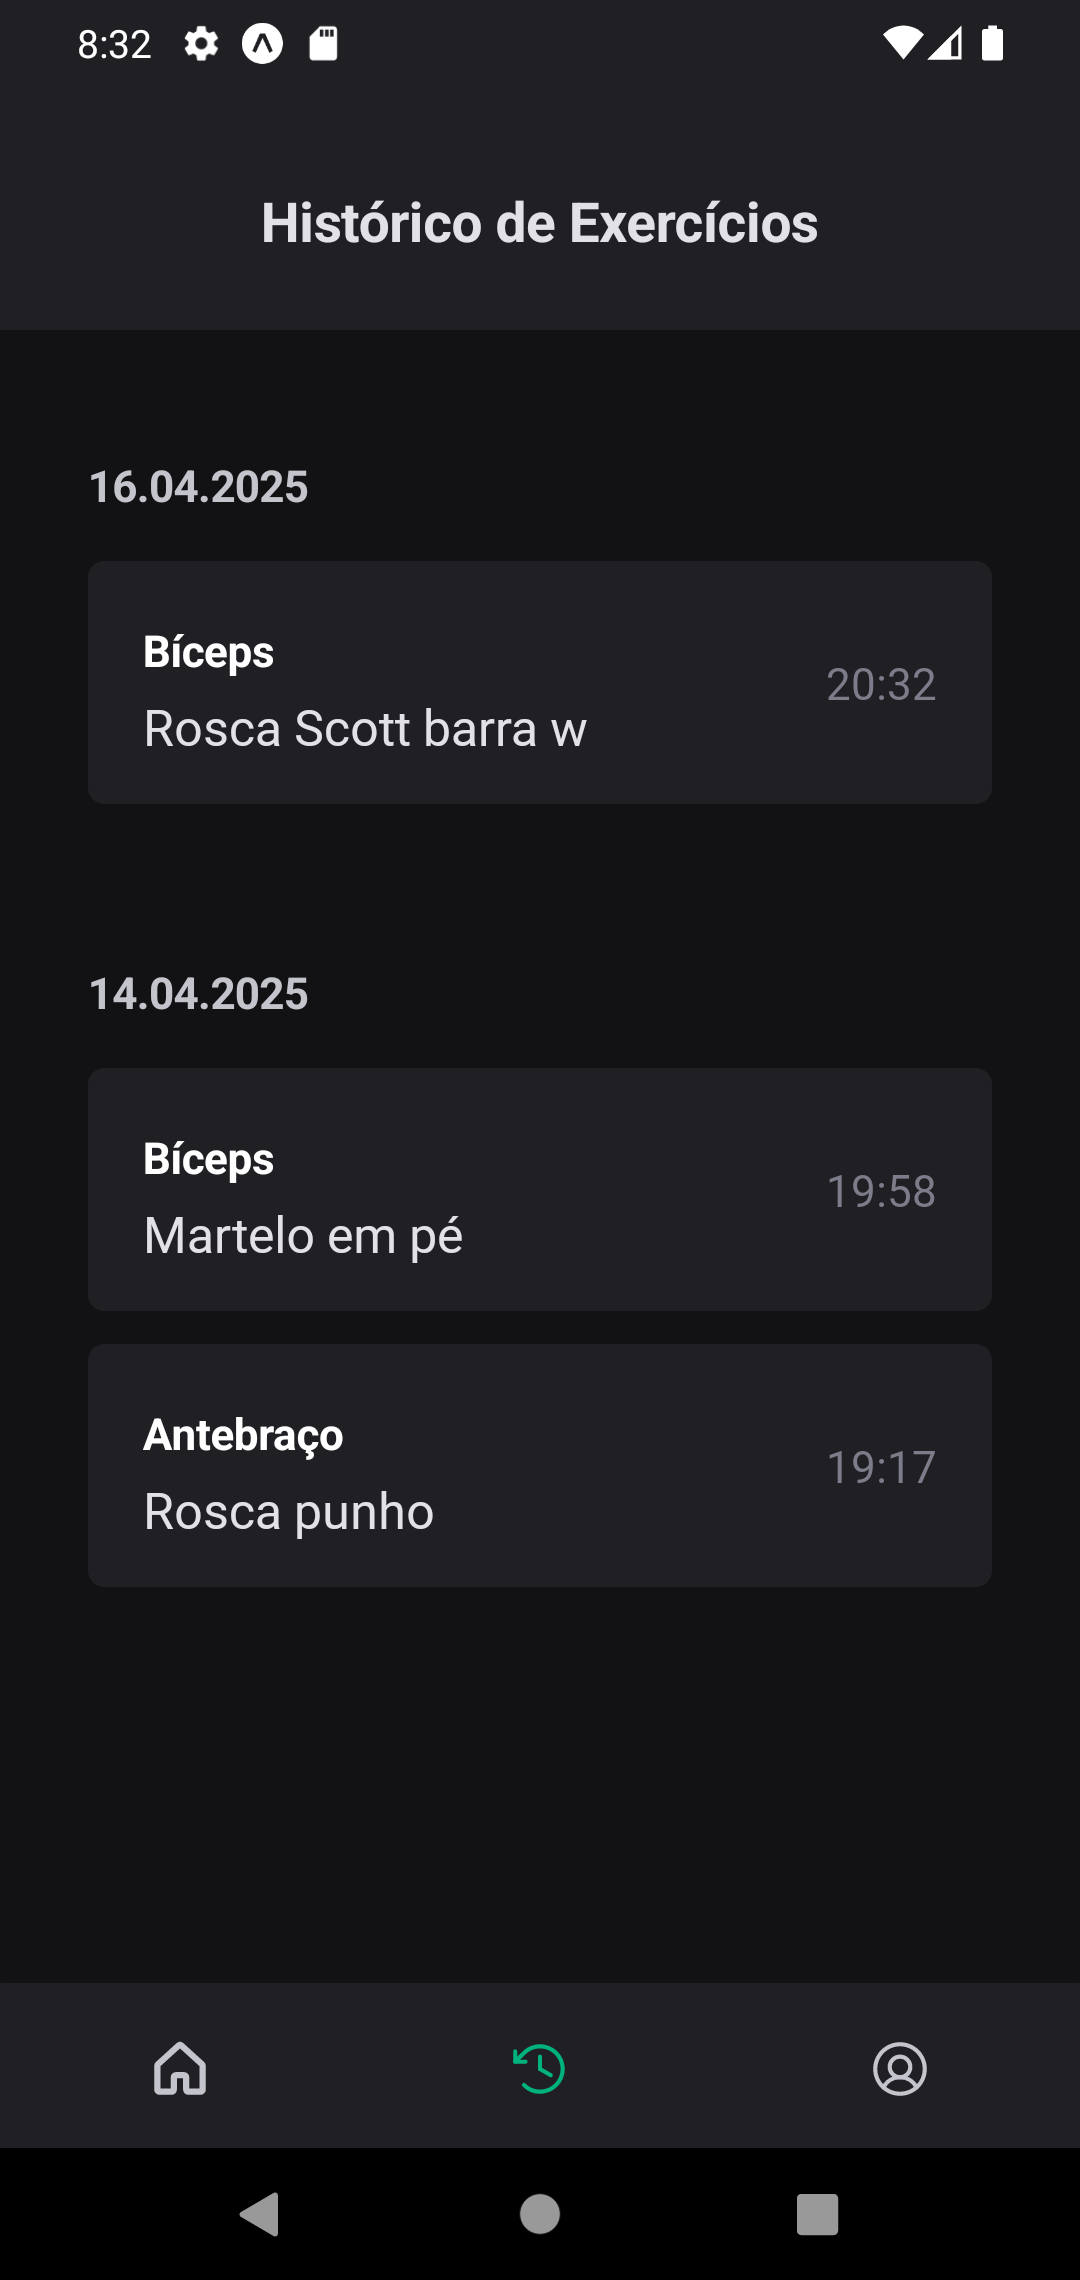 8:32
Histórico de Exercícios
16.04.2025
Bíceps
20:32
Rosca Scott barra w
14.04.2025
Bíceps
19:58
Martelo em pé
Antebraço
19:17
Rosca punho